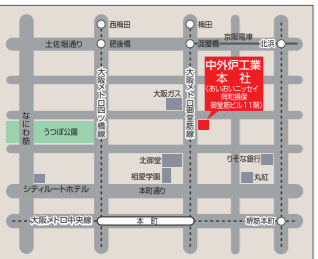 西梅田
梅田
土佐堀通り
肥後橋
淀屋橋
京阪電車
北浜
中外炉工業
本 社
(あいおいニッセイ
同和損保
御堂筋ビル11階)
大阪メトロ四ツ橋線
大阪ガス
大阪メトロ御堂筋線
なにわ筋
うつぼ公園
北御堂
相愛学園
りそな銀行
丸紅
シティルートホテル
本町通り
大阪メトロ中央線
本 町
堺筋本町